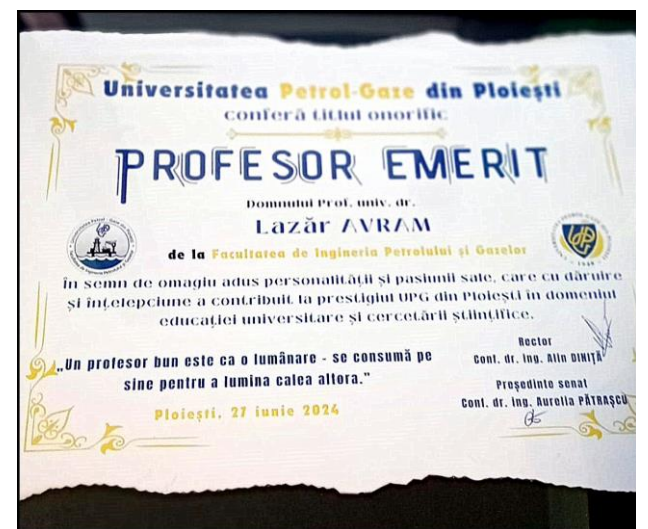 Universitatea Petrol-Gaze din Ploiești
conferă titlul onorific
PROFESOR EMERIT
Domnului Prof. univ. dr.
Lazăr AVRAM
de la Facultatea de Ingineria Petrolului și Gazelor
în semn de omagiu adus personalității și pasiunii sale, care cu dăruire
și înțelepciune a contribuit la prestigiul UPG din Ploiești în domeniul
educației universitare și cercetării științifice.
„Un profesor bun este ca o lumânare - se consumă pe
sine pentru a lumina calea altora.”
Ploiești, 27 iunie 2024
Rector
Conf. dr. ing. Alin DINIȚĂ
Președinte senat
Conf. dr. ing. Aurelia PĂTRAȘCU